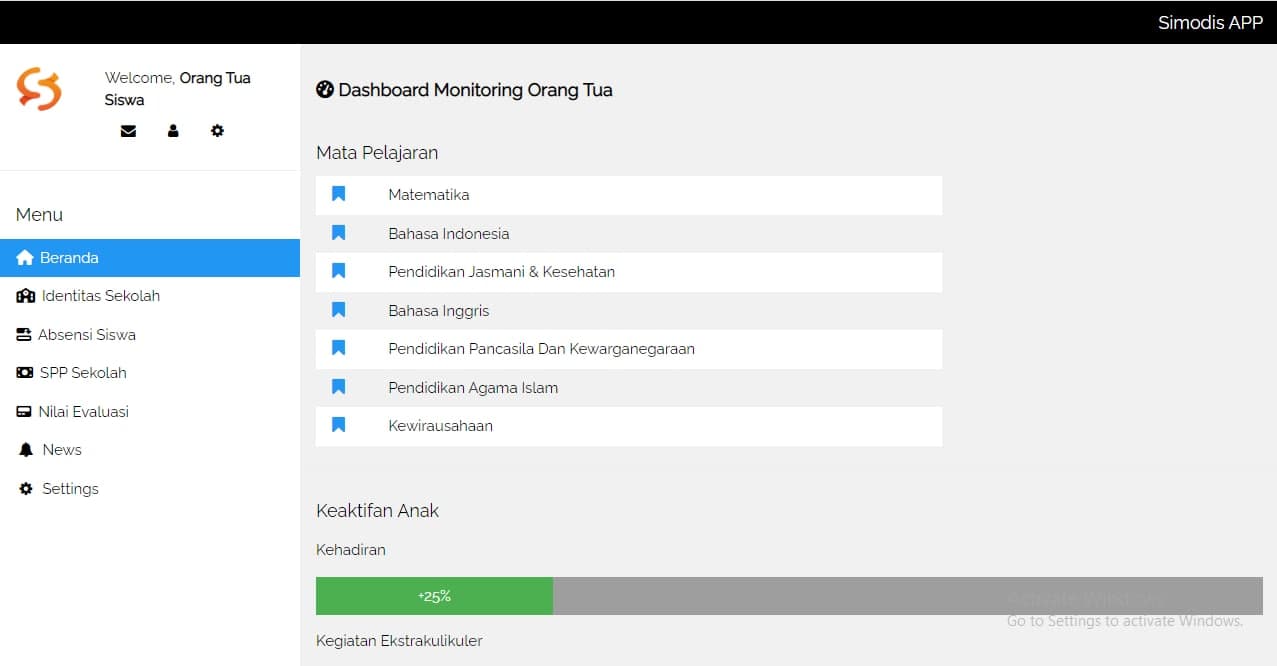 Simodis APP
Welcome, Orang Tua
Siswa
Dashboard Monitoring Orang Tua
Mata Pelajaran
Matematika
Bahasa Indonesia
Pendidikan Jasmani & Kesehatan
Bahasa Inggris
Pendidikan Pancasila Dan Kewarganegaraan
Pendidikan Agama Islam
Kewirausahaan
Menu
Beranda
Identitas Sekolah
Absensi Siswa
SPP Sekolah
Nilai Evaluasi
News
Settings
Keaktifan Anak
Kehadiran
+25%
Kegiatan Ekstrakulikuler
Activate Windows
Go to Settings to activate Windows.